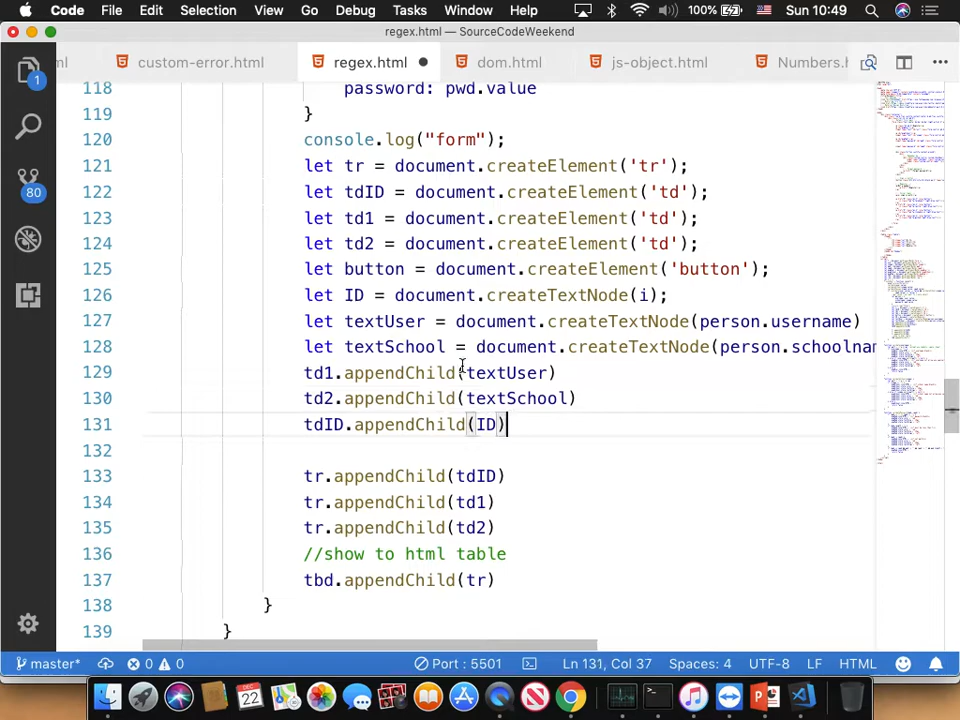 Code File Edit Selection View Go Debug Tasks Window Help 100% Sun 10:49
regex.html — SourceCodeWeekend
ml custom-error.html regex.html dom.html js-object.html Numbers.h
118 password: pwd.value
119 }
120 console.log("form");
121 let tr = document.createElement('tr');
122 let tdID = document.createElement('td');
123 let td1 = document.createElement('td');
124 let td2 = document.createElement('td');
125 let button = document.createElement('button');
126 let ID = document.createTextNode(i);
127 let textUser = document.createTextNode(person.username)
128 let textSchool = document.createTextNode(person.schoolnam
129 td1.appendChild(textUser)
130 td2.appendChild(textSchool)
131 tdID.appendChild(ID)
132
133 tr.appendChild(tdID)
134 tr.appendChild(td1)
135 tr.appendChild(td2)
136 //show to html table
137 tbd.appendChild(tr)
138 }
139 }
1
80
master* 0 0 Port : 5501 Ln 131, Col 37 Spaces: 4 UTF-8 LF HTML
DEC
22